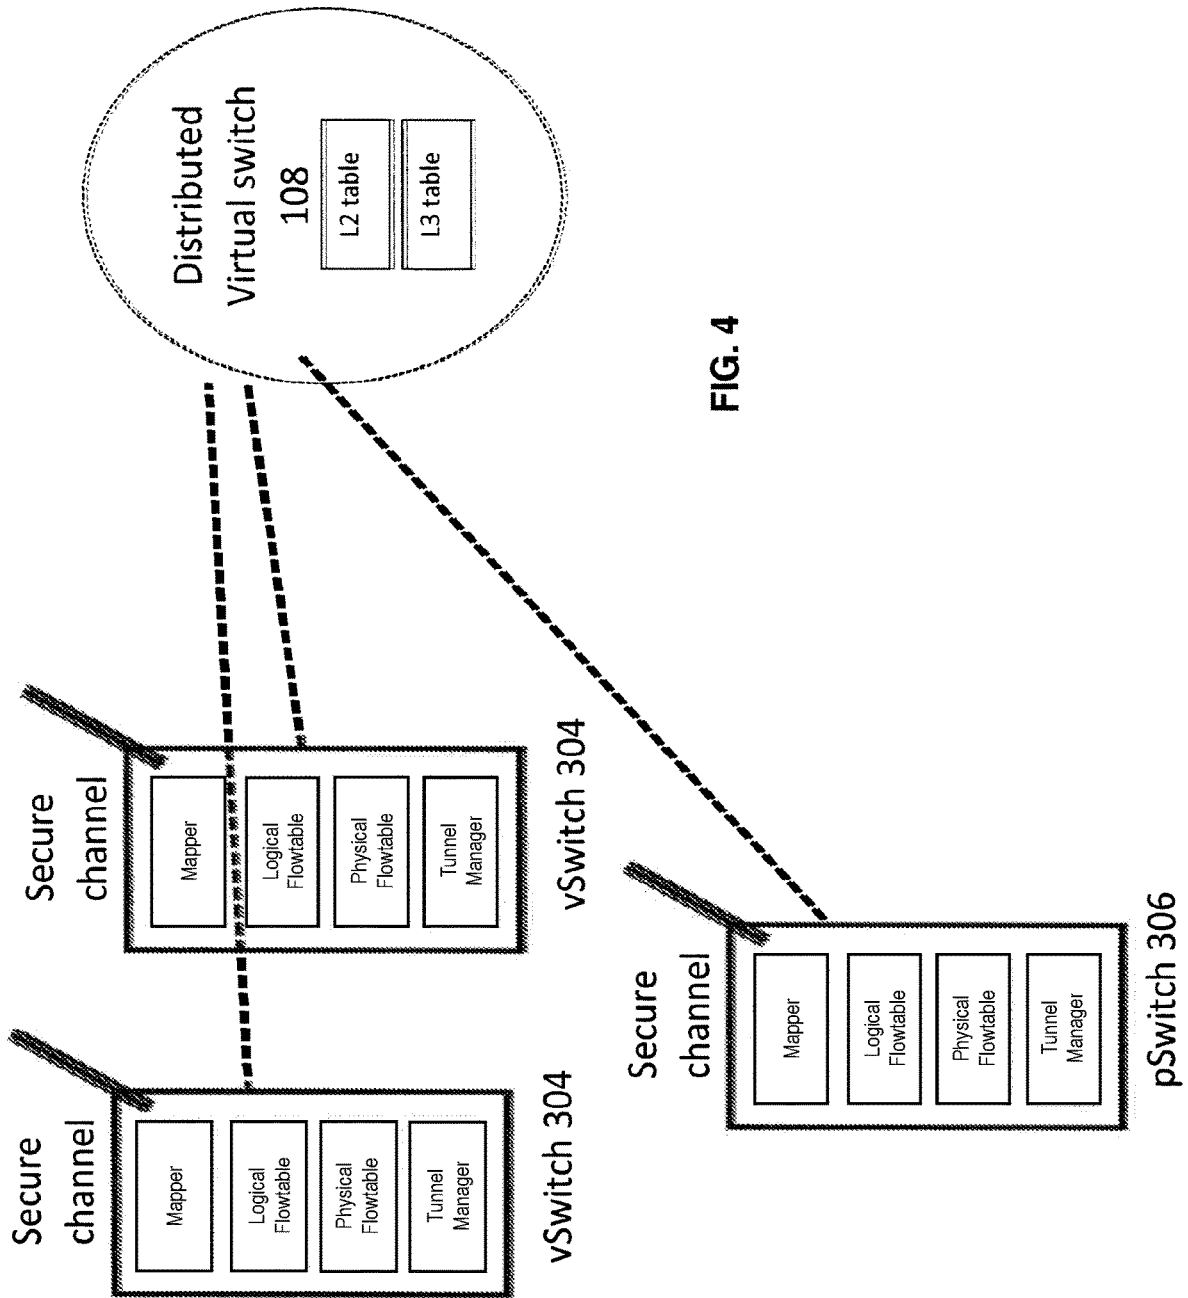 Distributed
Virtual switch
108
L2 table
L3 table
Secure
channel
Mapper
Logical
Flowtable
Physical
Flowtable
Tunnel
Manager
vSwitch 304
Secure
channel
Mapper
Logical
Flowtable
Physical
Flowtable
Tunnel
Manager
vSwitch 304
Secure
channel
Mapper
Logical
Flowtable
Physical
Flowtable
Tunnel
Manager
pSwitch 306
FIG. 4